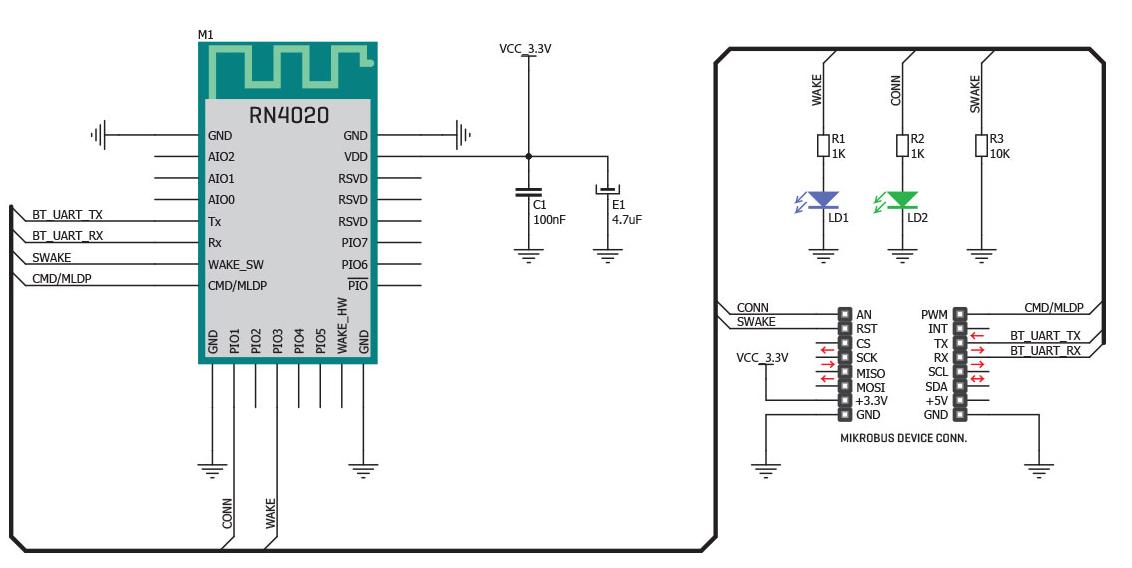 M1
RN4020
GND
AIO2
AIO1
AIO0
Tx
Rx
WAKE_SW
CMD/MLDP
GND
VDD
RSVD
RSVD
RSVD
PIO7
PIO6
PIO
GND
PIO1
PIO2
PIO3
PIO4
PIO5
WAKE_HW
GND
BT_UART_TX
BT_UART_RX
SWAKE
CMD/MLDP
CONN
WAKE
VCC_3.3V
C1
100nF
E1
4.7uF
WAKE
CONN
SWAKE
R1
1K
R2
1K
R3
10K
LD1
LD2
CONN
SWAKE
VCC_3.3V
AN
RST
CS
SCK
MISO
MOSI
+3.3V
GND
PWM
INT
TX
RX
SCL
SDA
+5V
GND
CMD/MLDP
BT_UART_TX
BT_UART_RX
MIKROBUS DEVICE CONN.